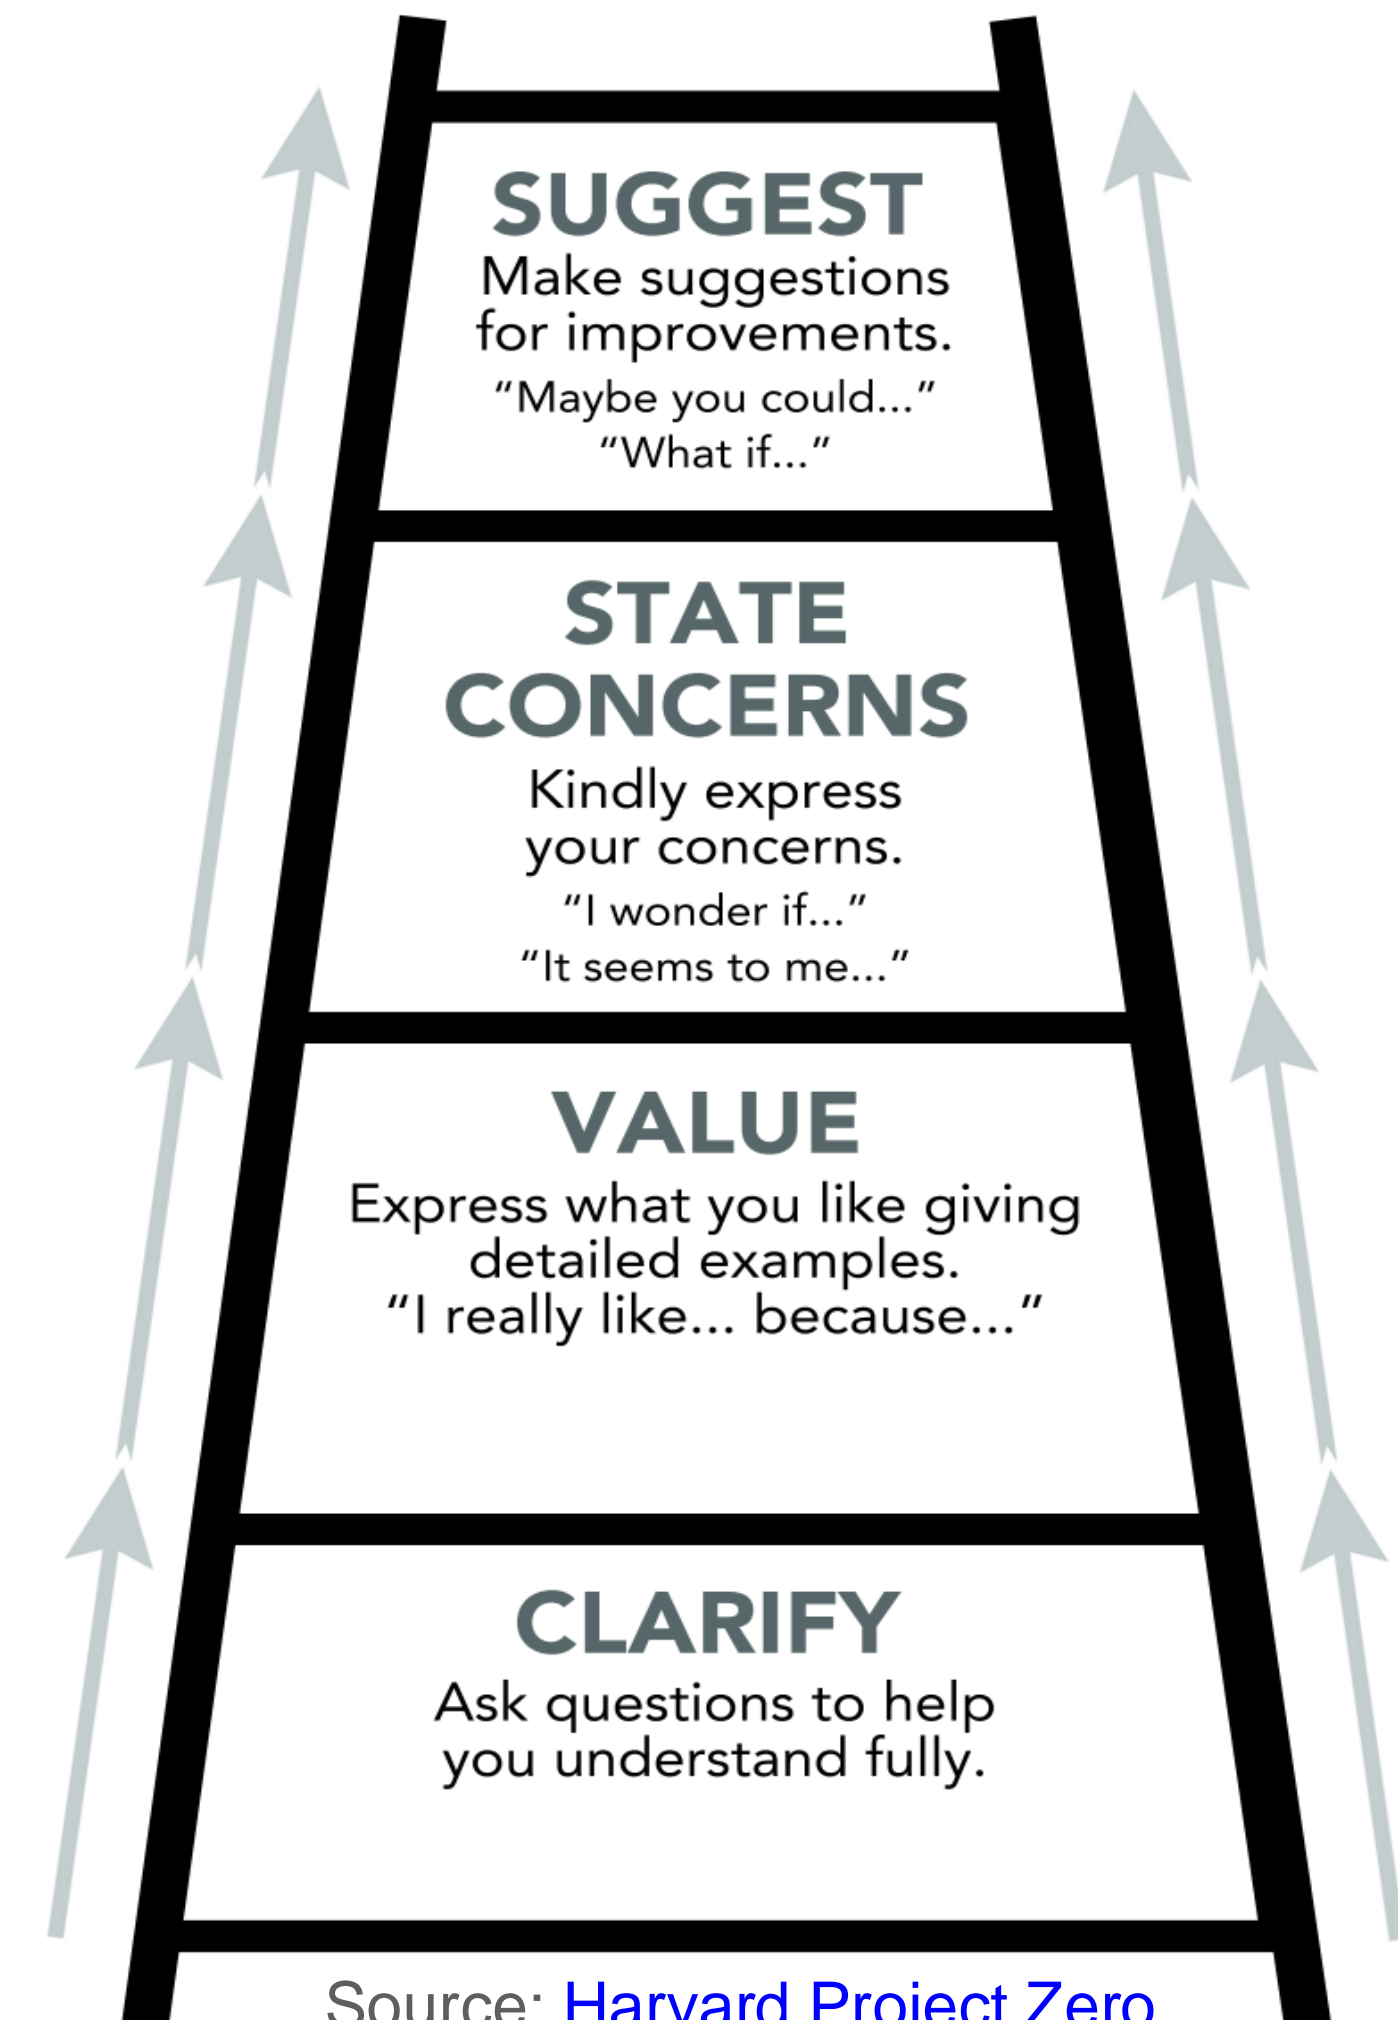 SUGGEST
Make suggestions
for improvements.
“Maybe you could...”
“What if...”
STATE
CONCERNS
Kindly express
your concerns.
“I wonder if...”
“It seems to me...”
VALUE
Express what you like giving
detailed examples.
“I really like... because...”
CLARIFY
Ask questions to help
you understand fully.
Source: Harvard Project Zero